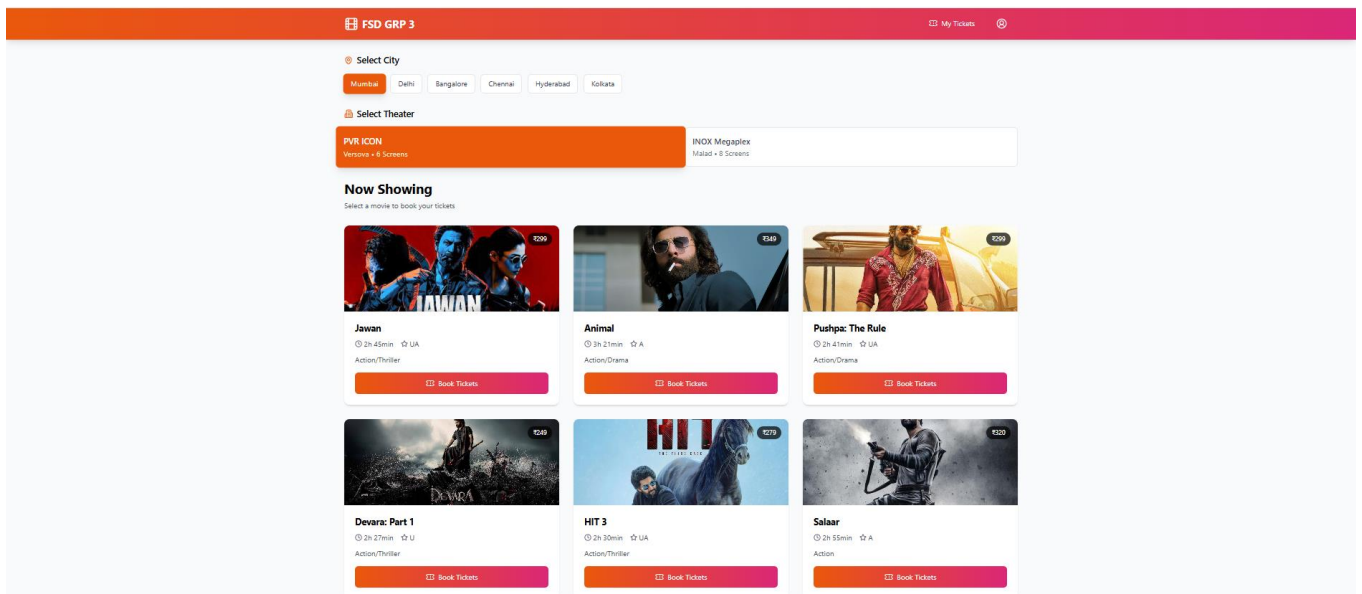 FSD GRP 3
My Tickets
Select City
Mumbai Delhi Bangalore Chennai Hyderabad Kolkata
Select Theater
PVR ICON
Versova • 6 Screens
INOX Megaplex
Malad • 8 Screens
Now Showing
Select a movie to book your tickets
₹299
JAWAN
Jawan
2h 45min UA
Action/Thriller
Book Tickets
₹349
Animal
3h 21min A
Action/Drama
Book Tickets
₹299
Pushpa: The Rule
2h 41min UA
Action/Drama
Book Tickets
₹249
DEVARA
Devara: Part 1
2h 27min U
Action/Thriller
Book Tickets
₹279
HIT
HIT 3
2h 30min UA
Action/Thriller
Book Tickets
₹320
Salaar
2h 55min A
Action
Book Tickets